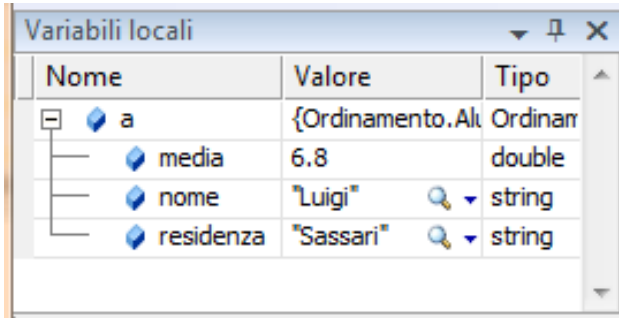 Variabili locali
Nome Valore Tipo
a {Ordinamento.Alu Ordinam
media 6.8 double
nome "Luigi" string
residenza "Sassari" string